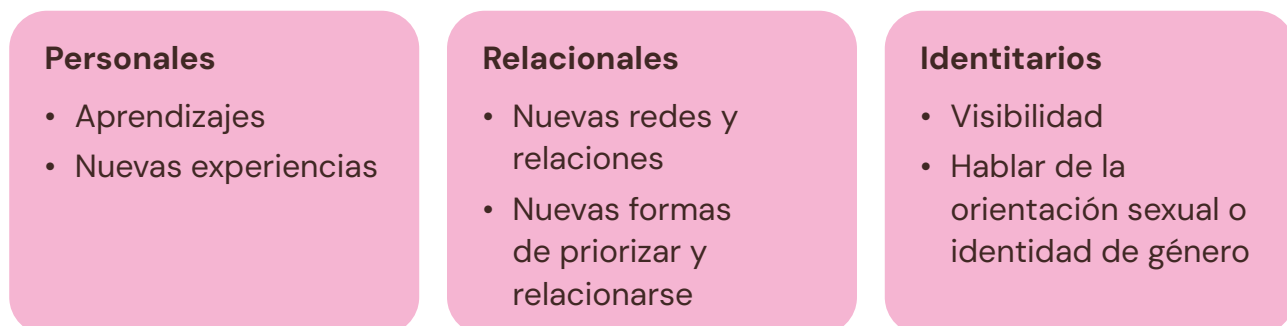 Personales
• Aprendizajes
• Nuevas experiencias
Relacionales
• Nuevas redes y
relaciones
• Nuevas formas
de priorizar y
relacionarse
Identitarios
• Visibilidad
• Hablar de la
orientación sexual o
identidad de género